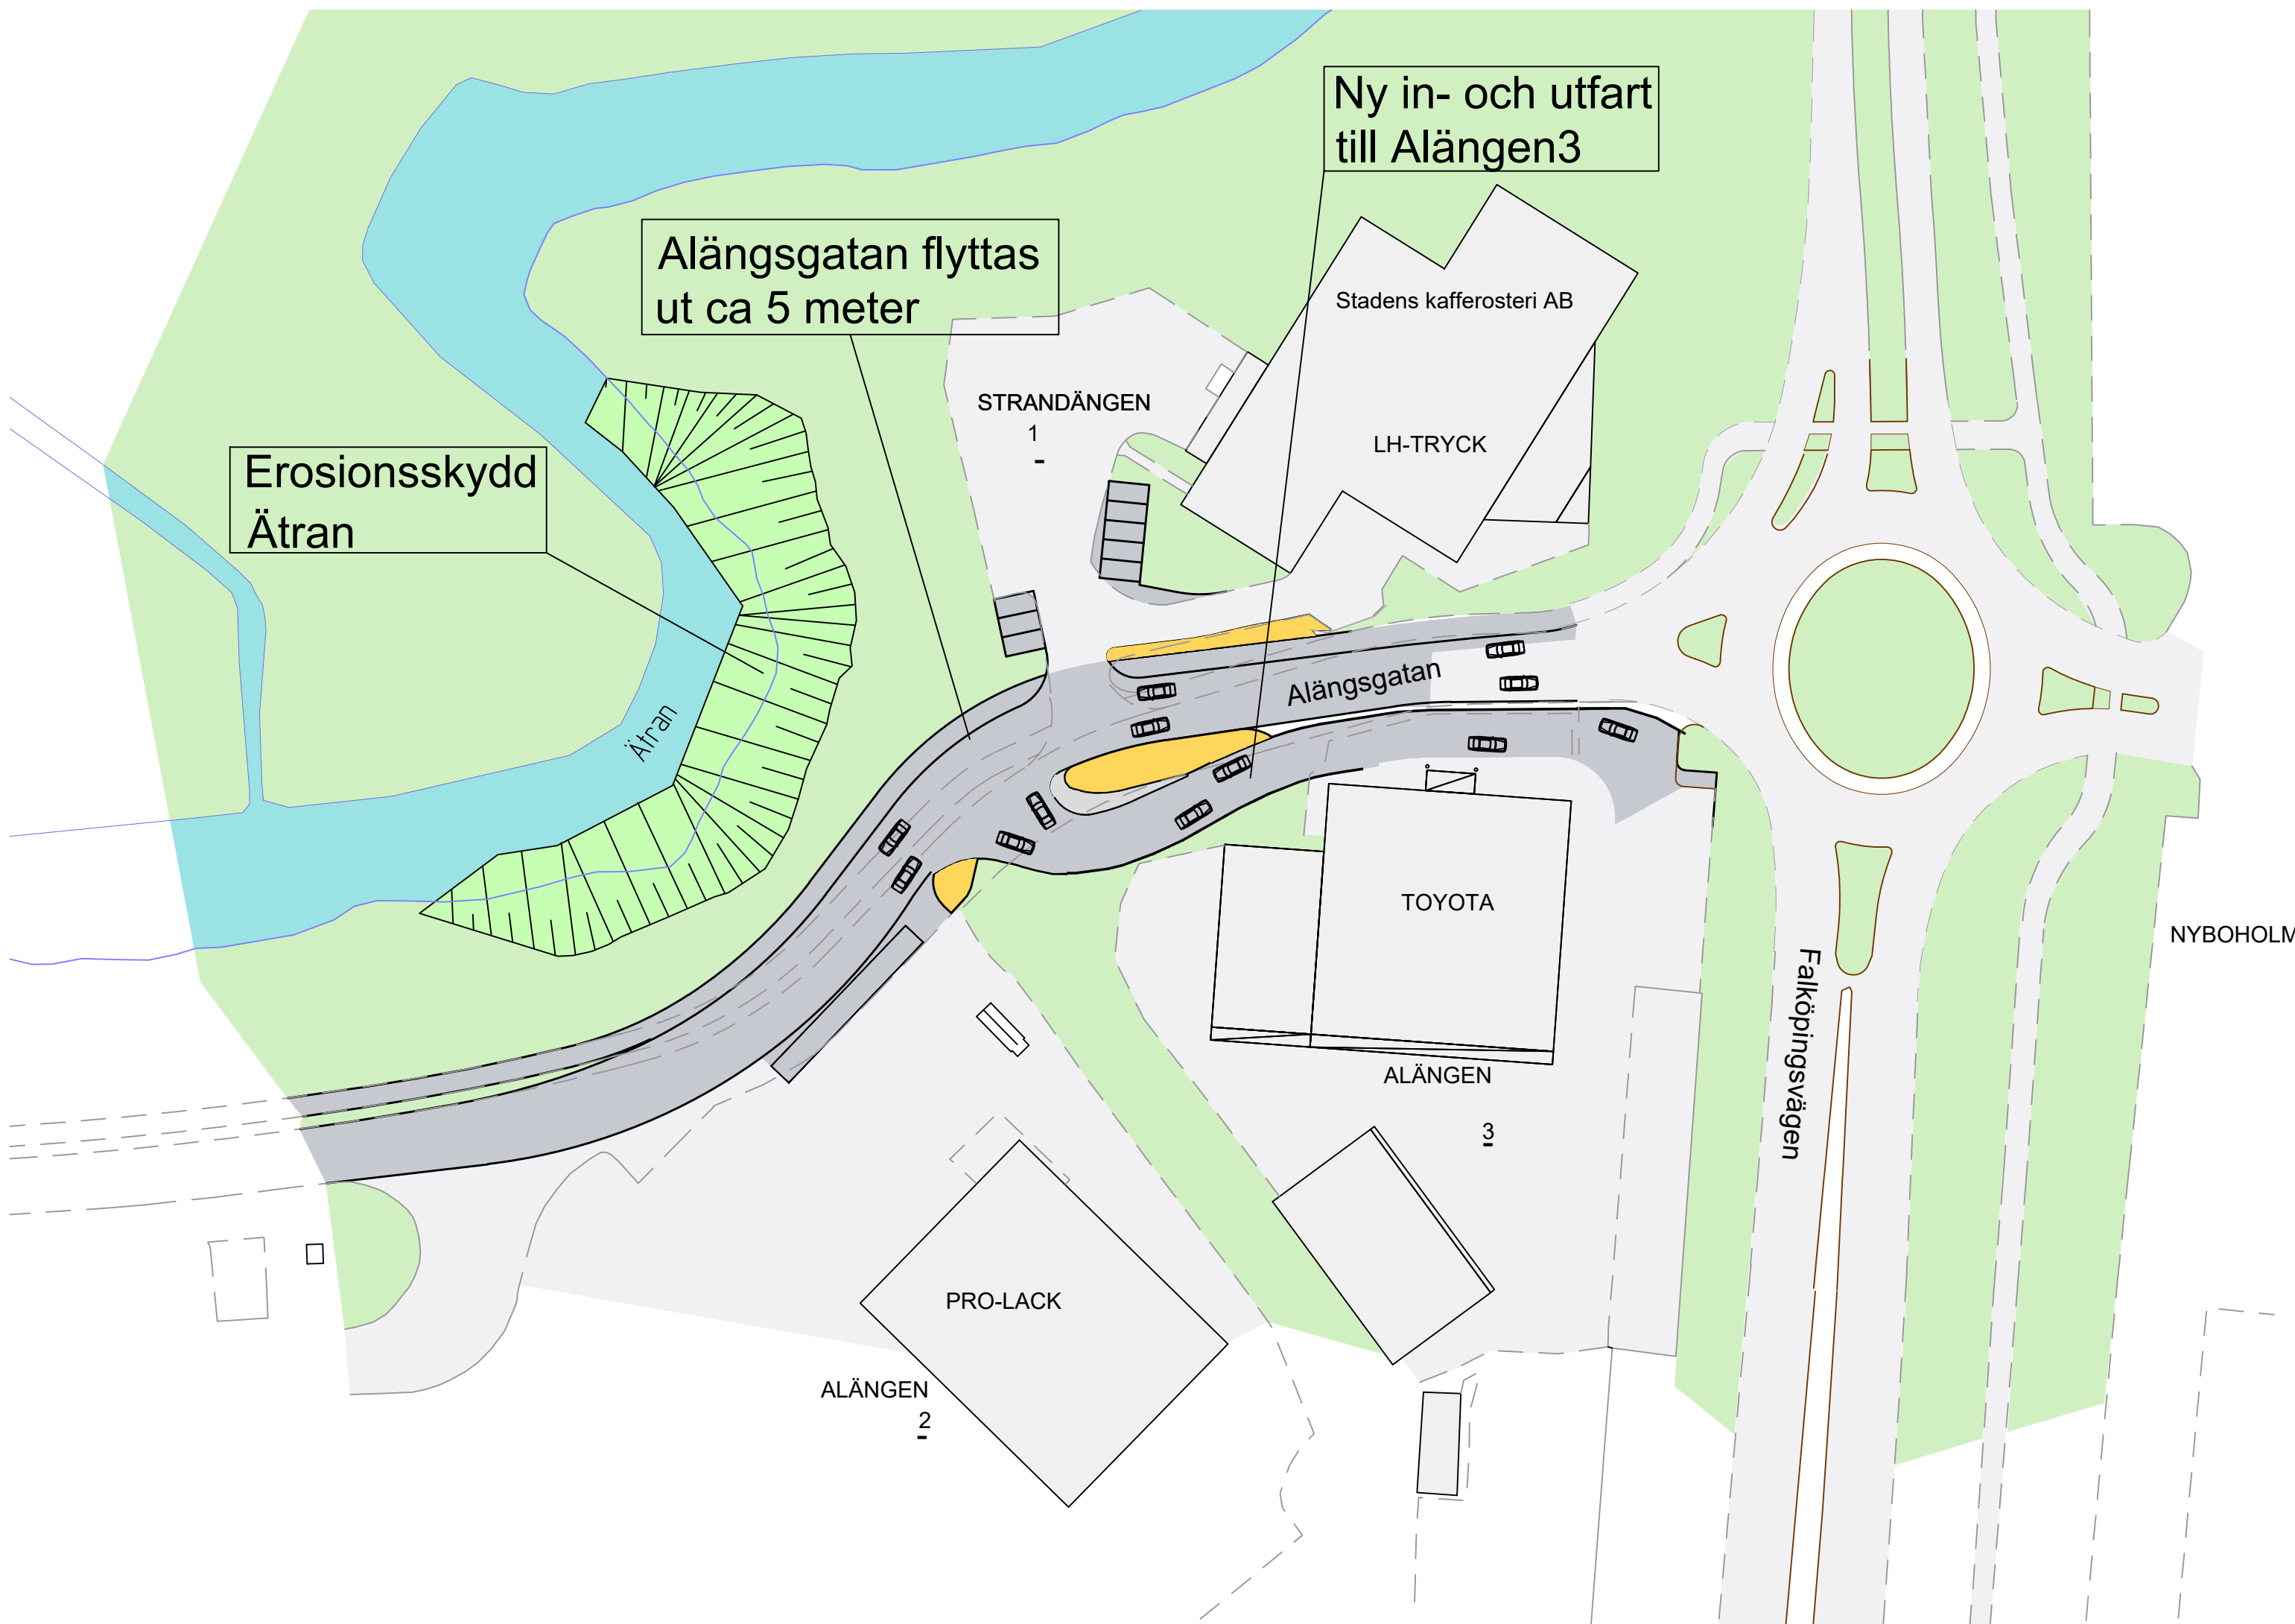 Ny in- och utfart
till Alängen3
Alängsgatan flyttas
ut ca 5 meter
Stadens kafferosteri AB
STRANDÄNGEN
1
LH-TRYCK
Erosionsskydd
Ätran
Alängsgatan
Ätran
TOYOTA
NYBOHOLM
Falköpingsvägen
ALÄNGEN
3
PRO-LACK
ALÄNGEN
2